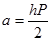 a = hP/2